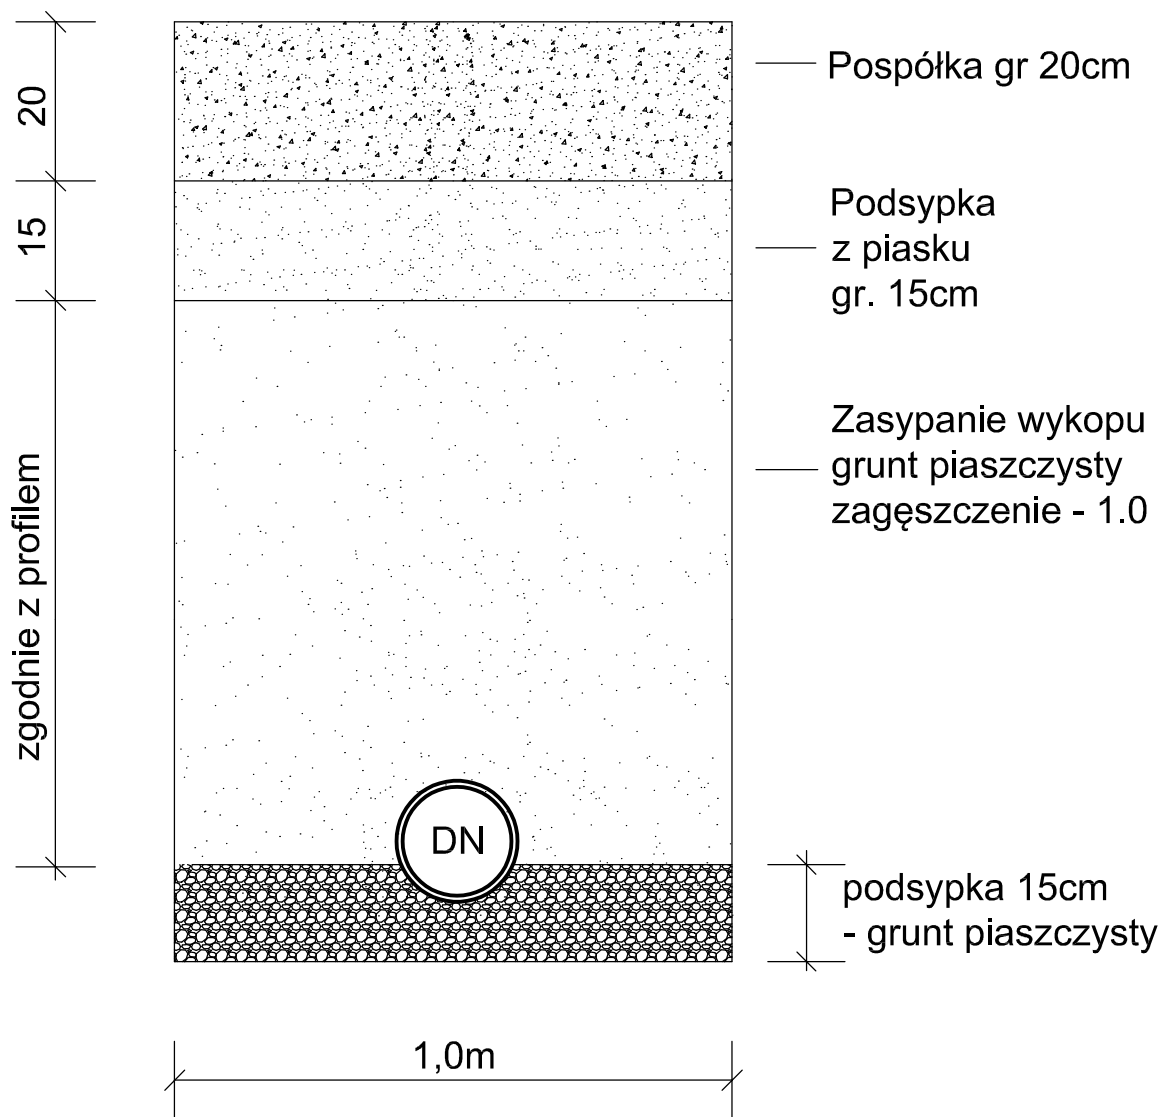 20
Pospółka gr 20cm
15
Podsypka
z piasku
gr. 15cm
zgodnie z profilem
Zasypanie wykopu
grunt piaszczysty
zagęszczenie - 1.0
DN
podsypka 15cm
- grunt piaszczysty
1,0m